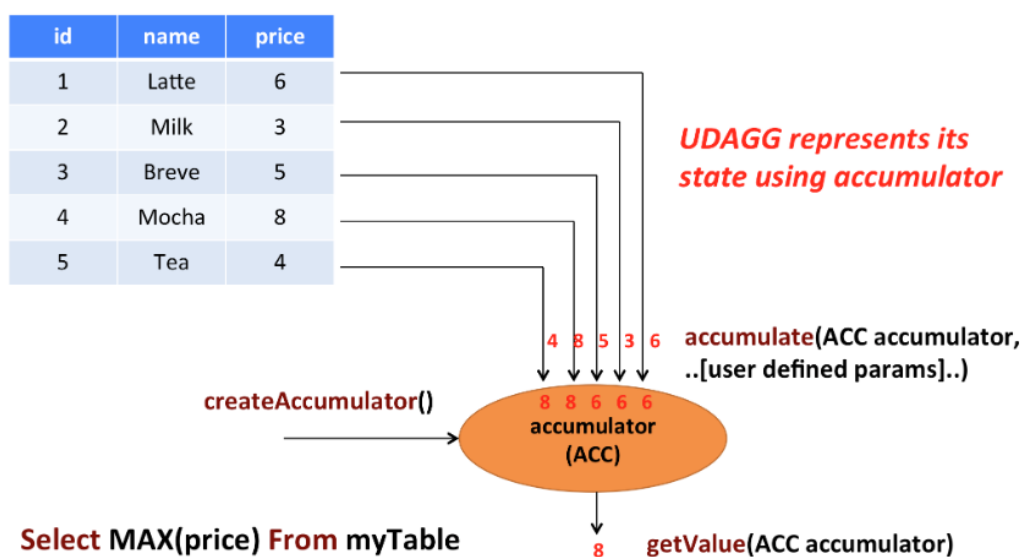 id name price
1 Latte 6
2 Milk 3
3 Breve 5
4 Mocha 8
5 Tea 4
UDAGG represents its
state using accumulator
4 8 5 3 6
accumulate(ACC accumulator,
..[user defined params]..)
createAccumulator()
8 8 6 6 6
accumulator
(ACC)
Select MAX(price) From myTable
8
getValue(ACC accumulator)